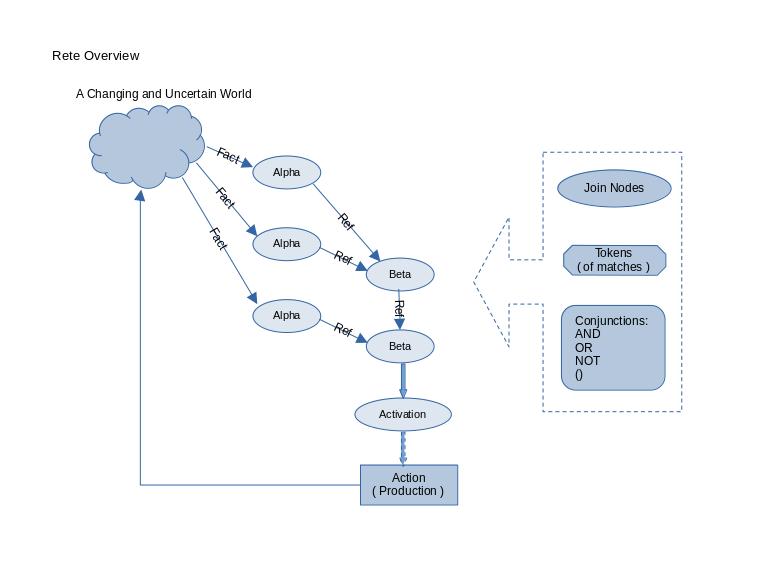 Rete Overview
A Changing and Uncertain World
Fact
Alpha
Fact
Ref
Join Nodes
Fact
Alpha
Ref
Tokens
( of matches )
Beta
Ref
Alpha
Ref
Conjunctions:
AND
OR
NOT
()
Beta
Activation
Action
( Production )